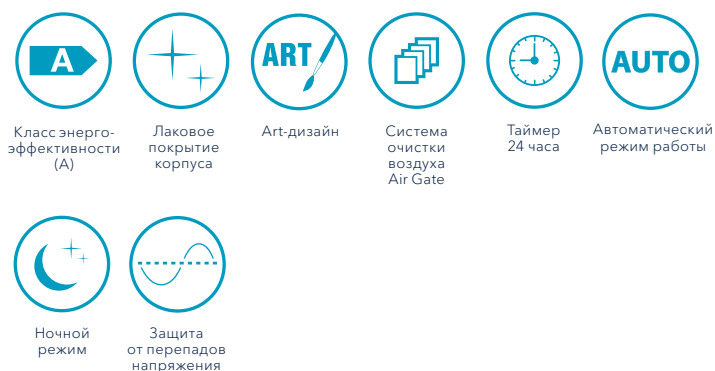 A
ART
AUTO
Класс энерго-
эффективности
(A)
Лаковое
покрытие
корпуса
Art-дизайн
Система
очистки
воздуха
Air Gate
Таймер
24 часа
Автоматический
режим работы
Ночной
режим
Защита
от перепадов
напряжения